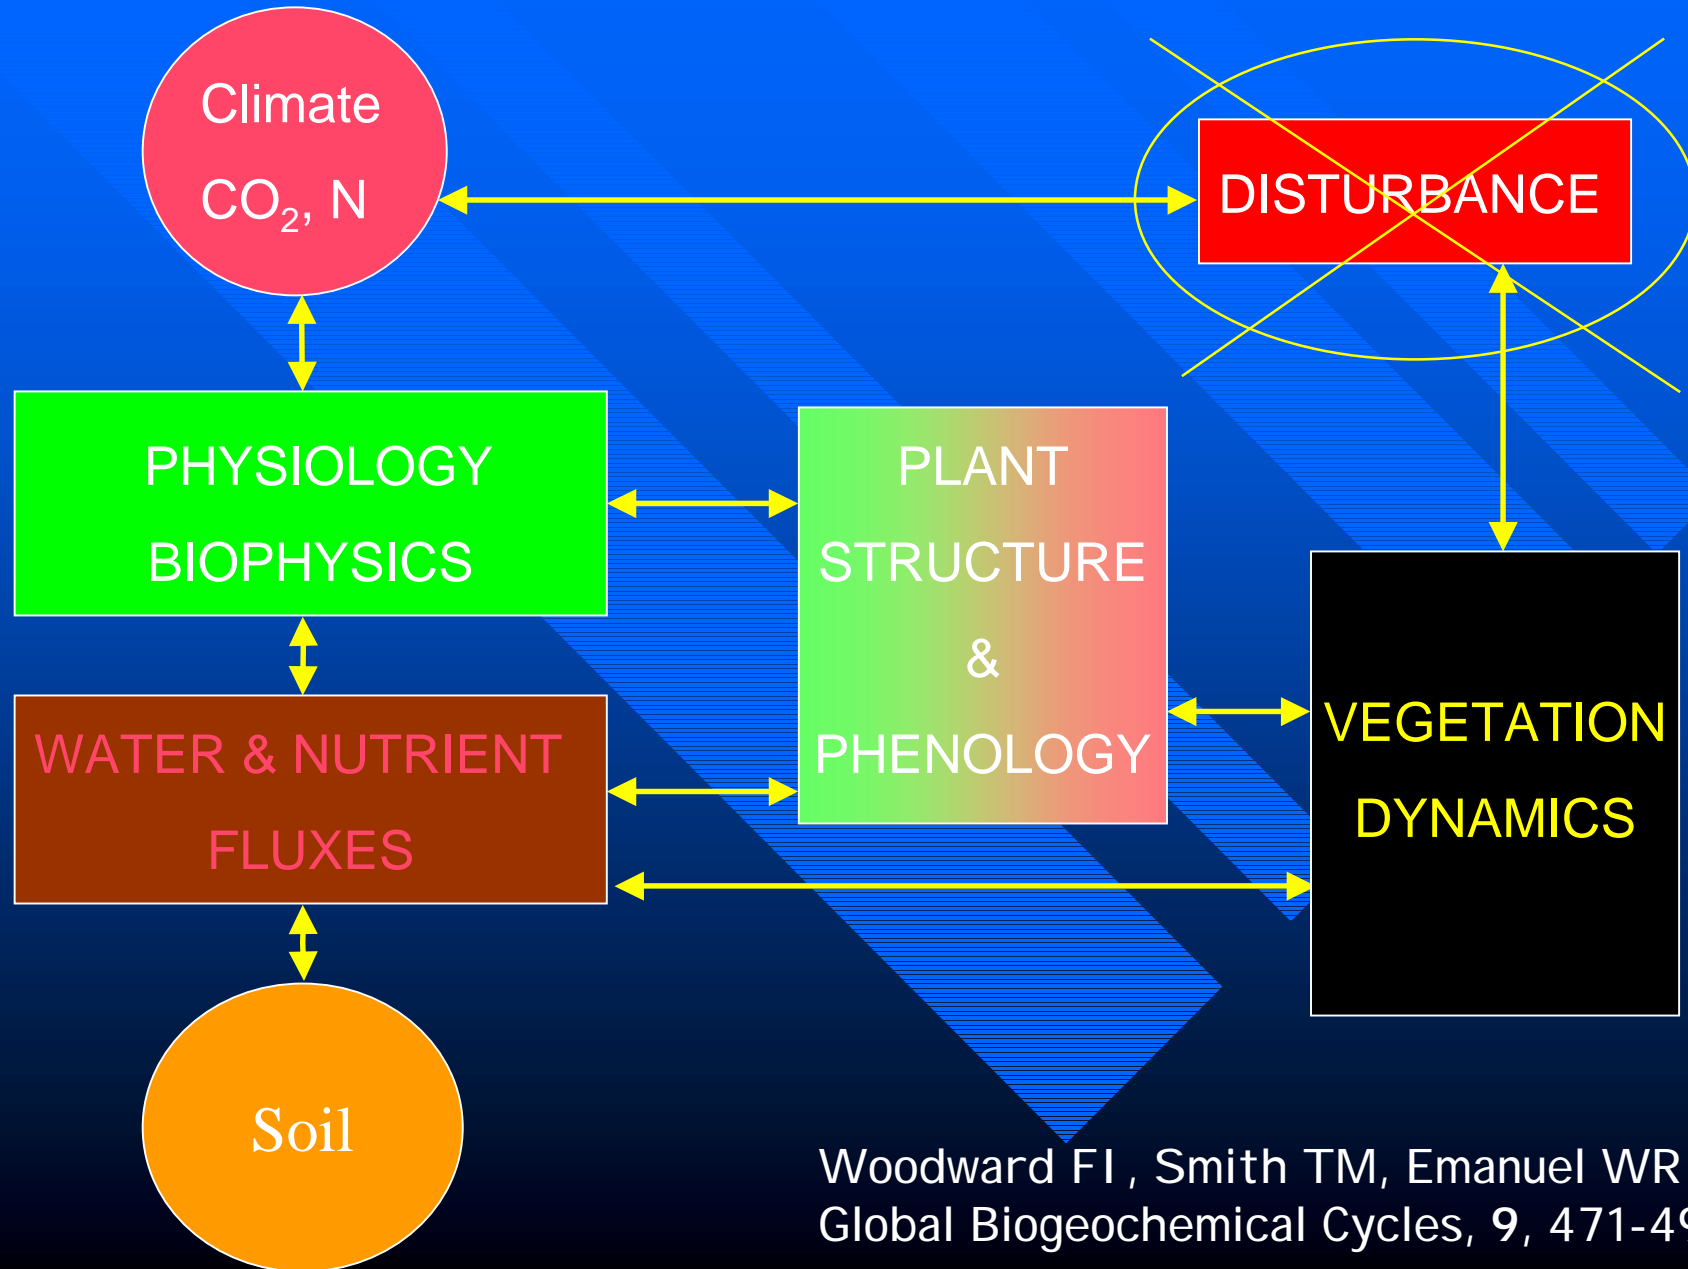 Climate
CO₂, N
DISTURBANCE
PHYSIOLOGY
BIOPHYSICS
PLANT
STRUCTURE
&
PHENOLOGY
WATER & NUTRIENT
FLUXES
VEGETATION
DYNAMICS
Soil
Woodward FI, Smith TM, Emanuel WR
Global Biogeochemical Cycles, 9, 471-4